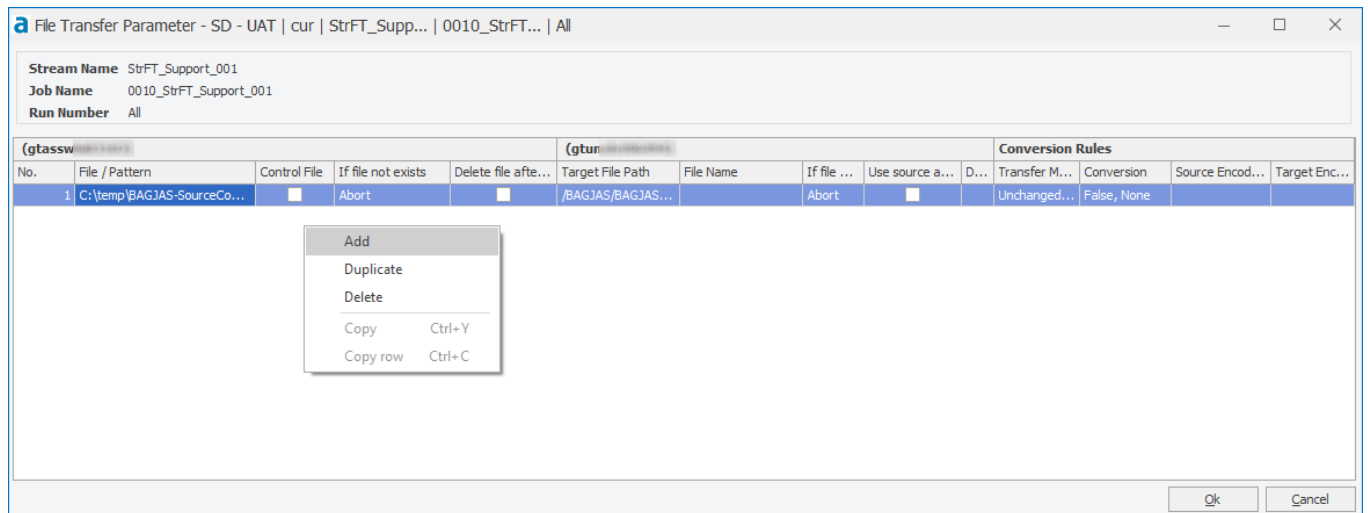 a File Transfer Parameter - SD - UAT | cur | StrFT_Supp... | 0010_StrFT... | All
Stream Name StrFT_Support_001
Job Name 0010_StrFT_Support_001
Run Number All
(gtassw (gtun Conversion Rules
No. File / Pattern Control File If file not exists Delete file afte... Target File Path File Name If file ... Use source a... D... Transfer M... Conversion Source Encod... Target Enc...
1 C:\temp\BAGJAS-SourceCo... Abort /BAGJAS/BAGJAS... Abort Unchanged... False, None
Add
Duplicate
Delete
Copy Ctrl+Y
Copy row Ctrl+C
Ok Cancel